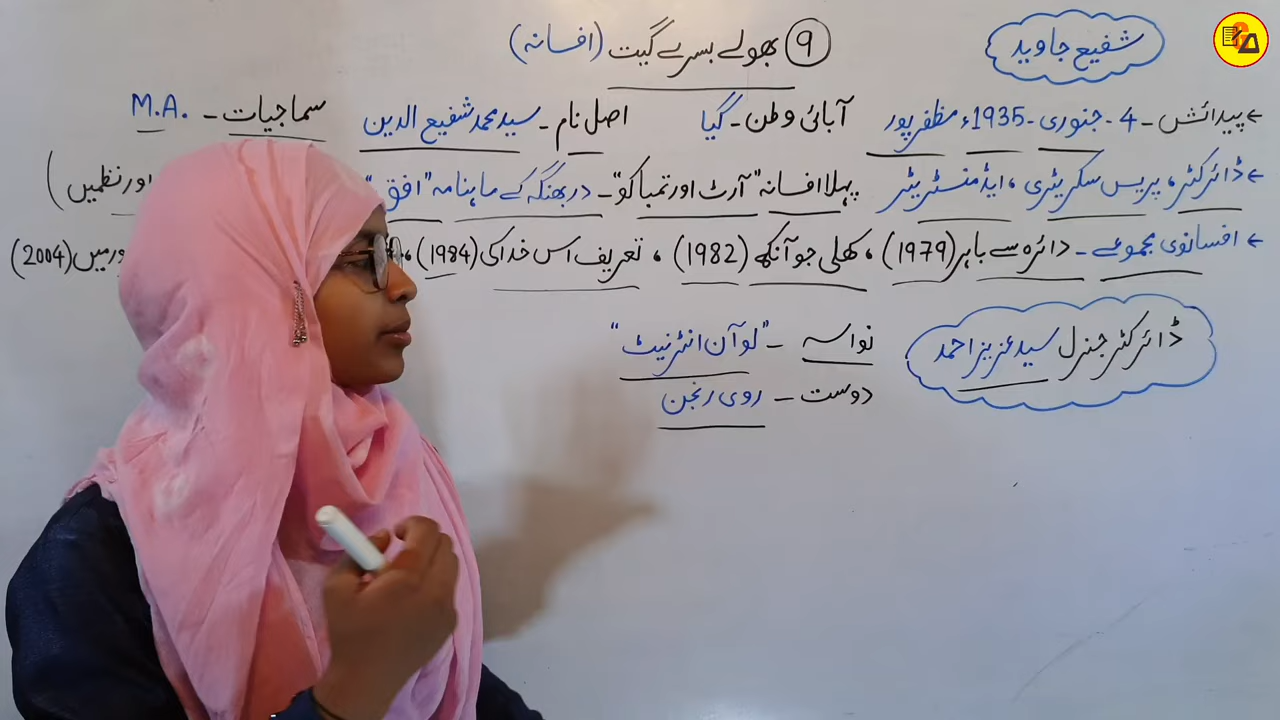 شفیع جاوید
۹ بھولے بسرے گیت (افسانہ)
← پیدائش - 4 - جنوری - 1935ء مظفر پور آبائی وطن - گیا اصل نام - سید محمد شفیع الدین سماجیات - M.A.
← ڈائرکٹر، پریس سکریٹری، ایڈمنسٹریٹر پہلا افسانہ "آرٹ اور تمباکو" - دربھنگہ کے ماہنامہ "افق" اور نظمیں)
← افسانوی مجموعے - دائرہ سے باہر (1979)، کھلی جو آنکھ (1982)، تعریف اس خدا کی (1984)، میں (2004)
ڈائرکٹر جنرل سید عزیز احمد
نواسہ - "لو آن انٹرنیٹ"
دوست - روی رنجن